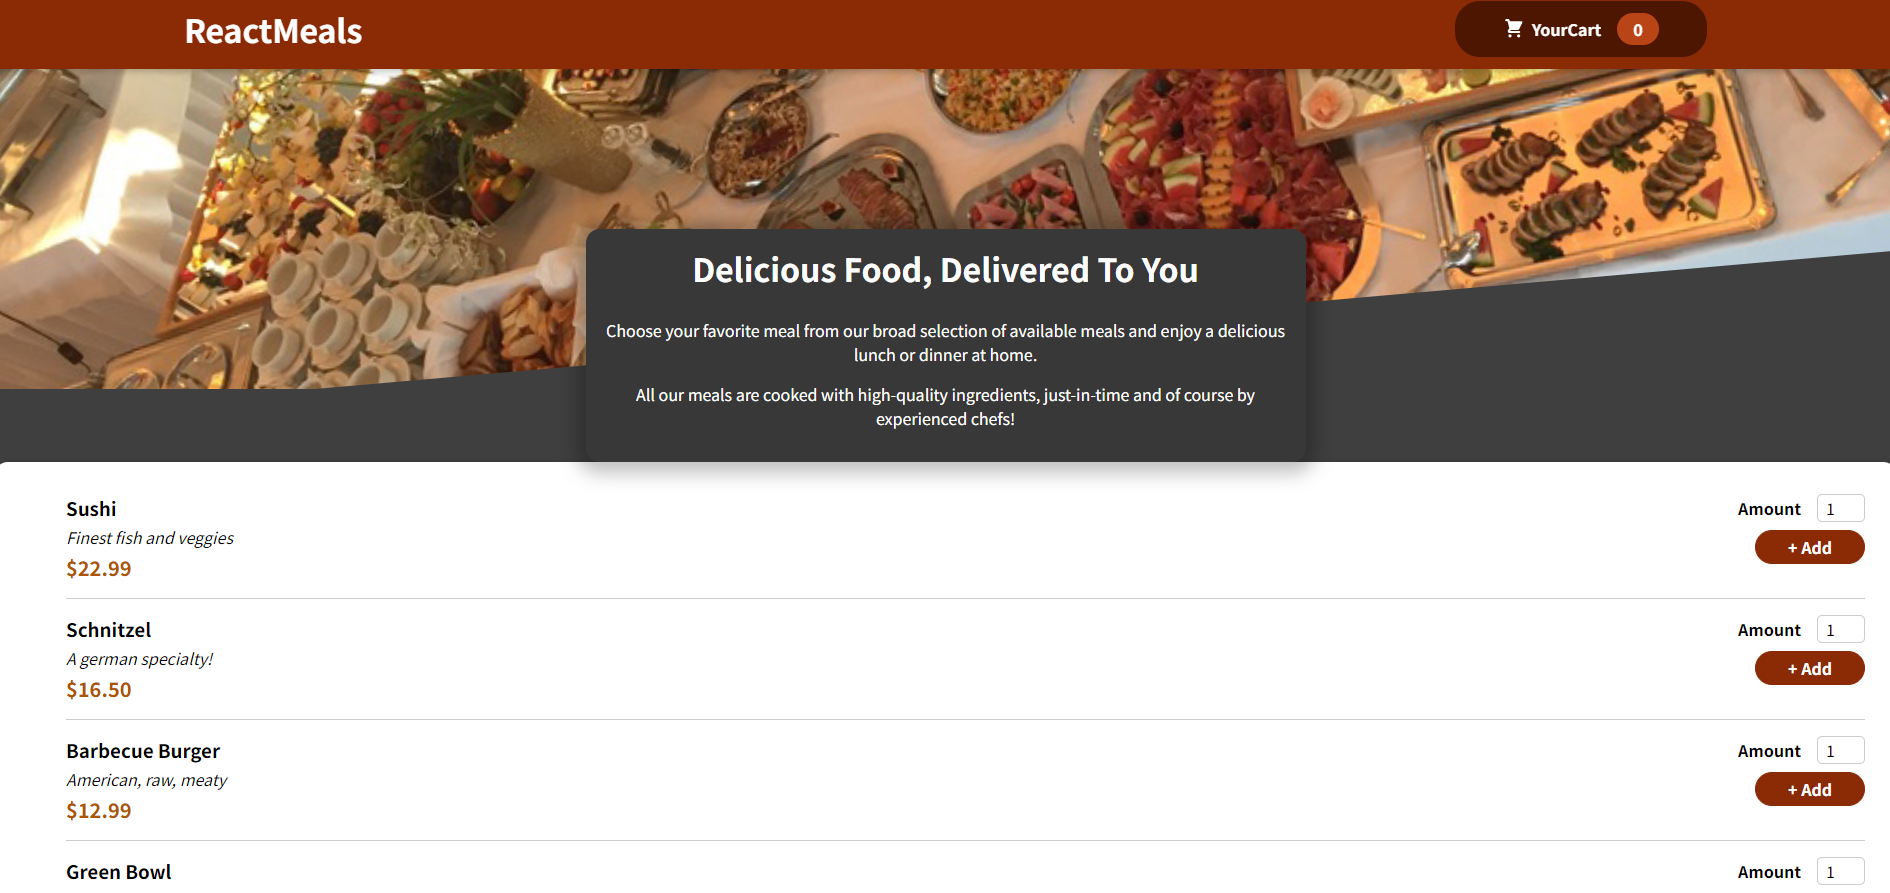 ReactMeals
YourCart 0
Delicious Food, Delivered To You
Choose your favorite meal from our broad selection of available meals and enjoy a delicious
lunch or dinner at home.
All our meals are cooked with high-quality ingredients, just-in-time and of course by
experienced chefs!
Sushi
Finest fish and veggies
$22.99
Amount 1
+ Add
Schnitzel
A german specialty!
$16.50
Amount 1
+ Add
Barbecue Burger
American, raw, meaty
$12.99
Amount 1
+ Add
Green Bowl
Amount 1